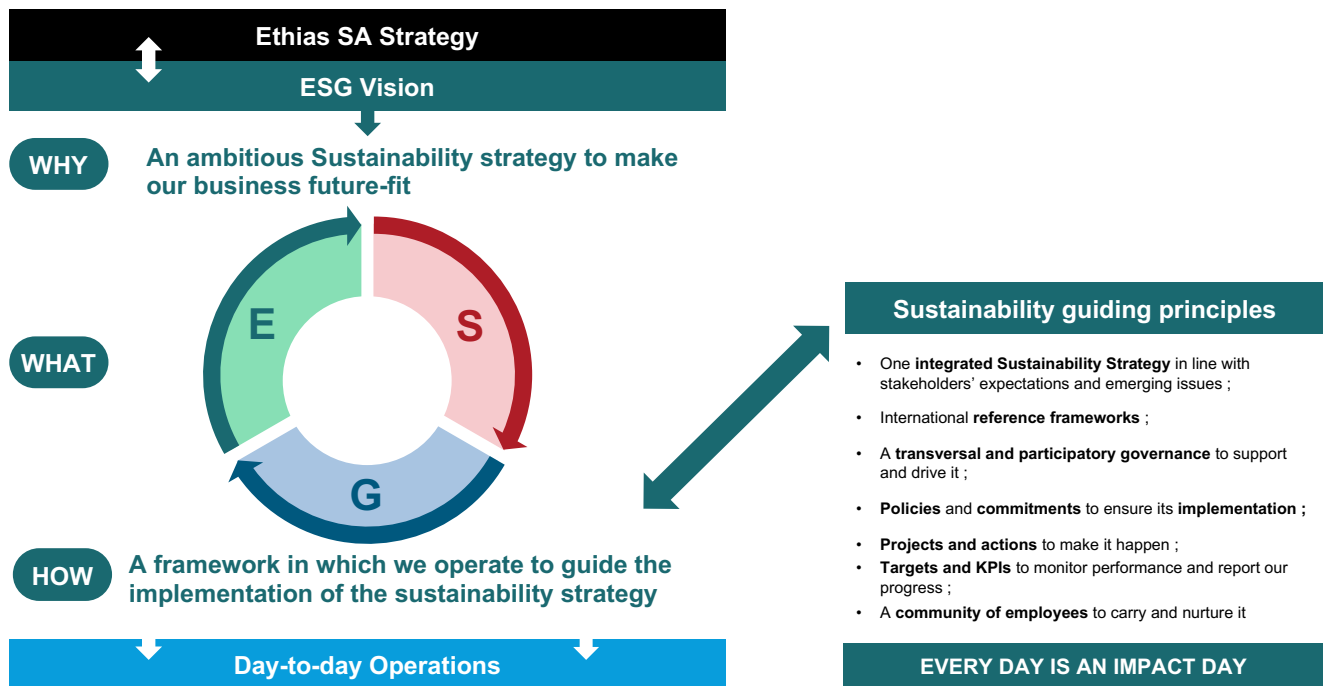 Ethias SA Strategy
ESG Vision
WHY
An ambitious Sustainability strategy to make
our business future-fit
E
S
WHAT
G
HOW
A framework in which we operate to guide the
implementation of the sustainability strategy
Day-to-day Operations
Sustainability guiding principles
• One integrated Sustainability Strategy in line with
stakeholders’ expectations and emerging issues ;
• International reference frameworks ;
• A transversal and participatory governance to support
and drive it ;
• Policies and commitments to ensure its implementation ;
• Projects and actions to make it happen ;
• Targets and KPIs to monitor performance and report our
progress ;
• A community of employees to carry and nurture it
EVERY DAY IS AN IMPACT DAY